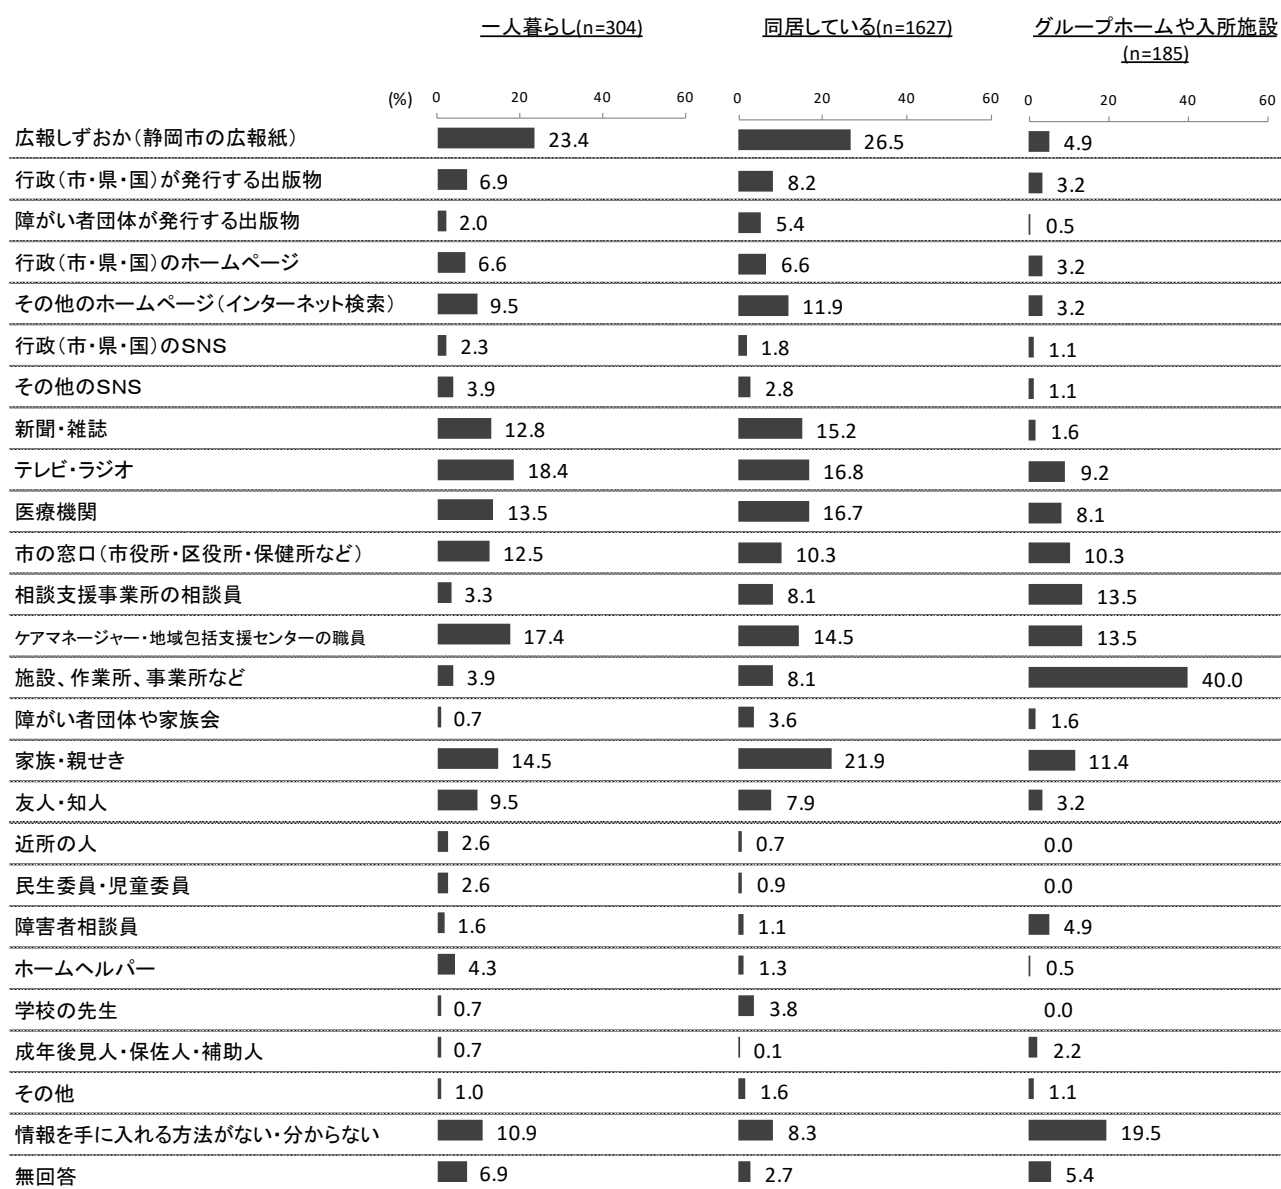 一人暮らし(n=304) 同居している(n=1627) グループホームや入所施設
(n=185)
(%) 0 20 40 60 0 20 40 60 0 20 40 60
広報しずおか(静岡市の広報紙) 23.4 26.5 4.9
行政(市・県・国)が発行する出版物 6.9 8.2 3.2
障がい者団体が発行する出版物 2.0 5.4 0.5
行政(市・県・国)のホームページ 6.6 6.6 3.2
その他のホームページ(インターネット検索) 9.5 11.9 3.2
行政(市・県・国)のSNS 2.3 1.8 1.1
その他のSNS 3.9 2.8 1.1
新聞・雑誌 12.8 15.2 1.6
テレビ・ラジオ 18.4 16.8 9.2
医療機関 13.5 16.7 8.1
市の窓口(市役所・区役所・保健所など) 12.5 10.3 10.3
相談支援事業所の相談員 3.3 8.1 13.5
ケアマネージャー・地域包括支援センターの職員 17.4 14.5 13.5
施設、作業所、事業所など 3.9 8.1 40.0
障がい者団体や家族会 0.7 3.6 1.6
家族・親せき 14.5 21.9 11.4
友人・知人 9.5 7.9 3.2
近所の人 2.6 0.7 0.0
民生委員・児童委員 2.6 0.9 0.0
障害者相談員 1.6 1.1 4.9
ホームヘルパー 4.3 1.3 0.5
学校の先生 0.7 3.8 0.0
成年後見人・保佐人・補助人 0.7 0.1 2.2
その他 1.0 1.6 1.1
情報を手に入れる方法がない・分からない 10.9 8.3 19.5
無回答 6.9 2.7 5.4